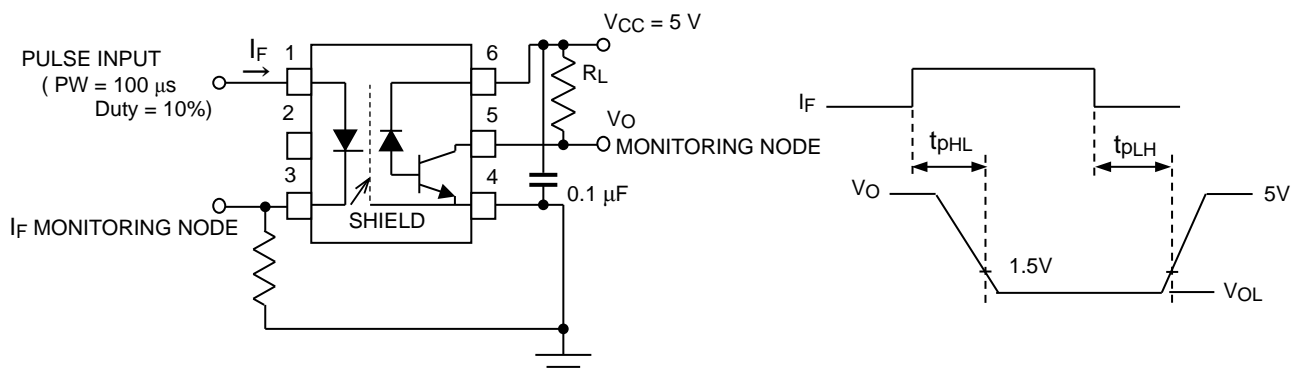 PULSE INPUT
( PW = 100 μs
Duty = 10%)
IF
1
2
3
6
5
4
SHIELD
IF MONITORING NODE
VCC = 5 V
RL
VO
MONITORING NODE
0.1 μF
IF
tpHL
tpLH
VO
5V
1.5V
VOL